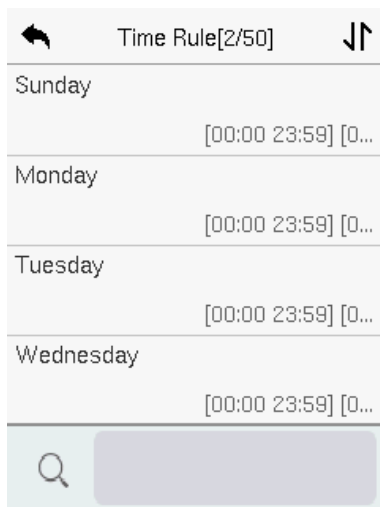 Time Rule[2/50]
Sunday
[00:00 23:59] [0...
Monday
[00:00 23:59] [0...
Tuesday
[00:00 23:59] [0...
Wednesday
[00:00 23:59] [0...